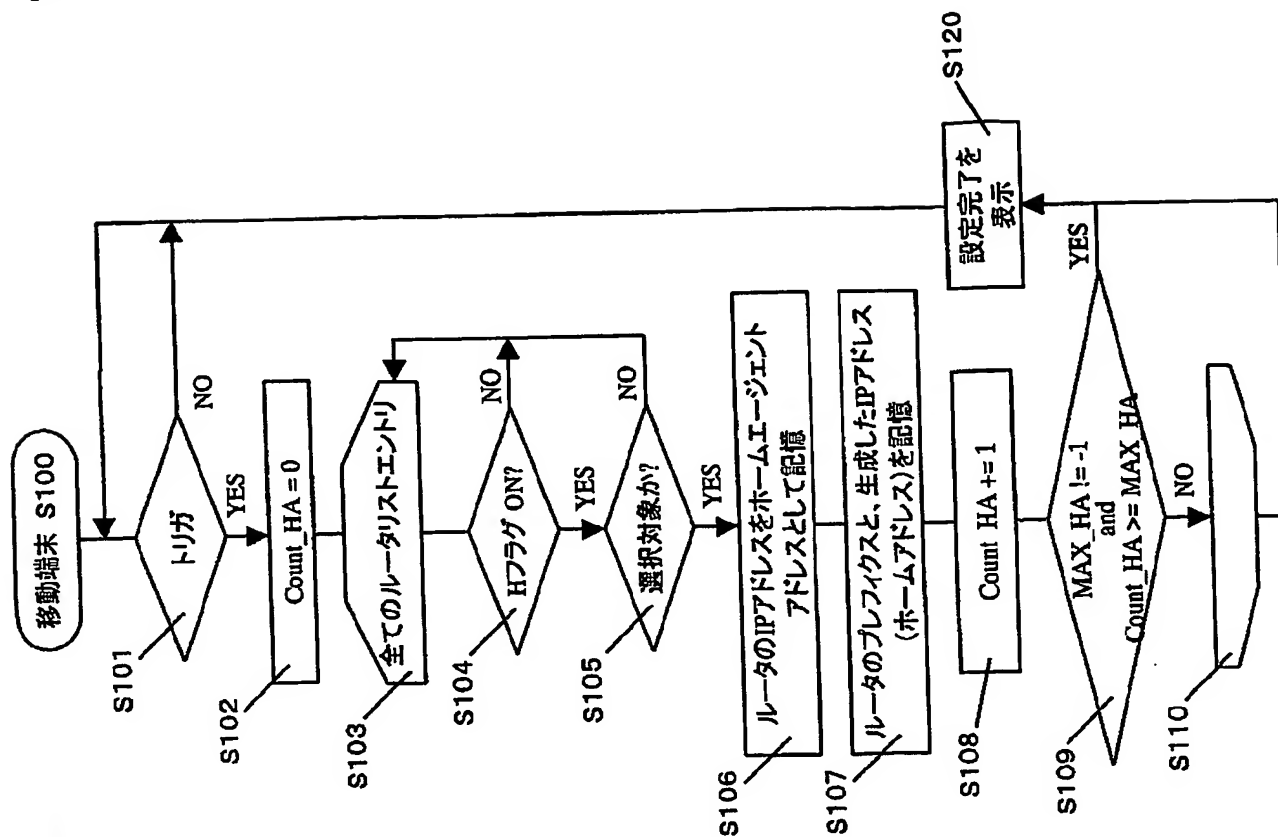 移動端末 S100
トリガ
S101
NO
YES
Count_HA = 0
S102
全てのルータリストエントリ
S103
Hフラグ ON?
S104
NO
YES
選択対象か?
S105
NO
YES
ルータのIPアドレスをホームエージェント
アドレスとして記憶
S106
ルータのプレフィクスと、生成したIPアドレス
(ホームアドレス)を記憶
S107
Count HA += 1
S108
MAX_HA != -1
and
Count_HA >= MAX HA
S109
YES
NO
S110
設定完了を
表示
S120